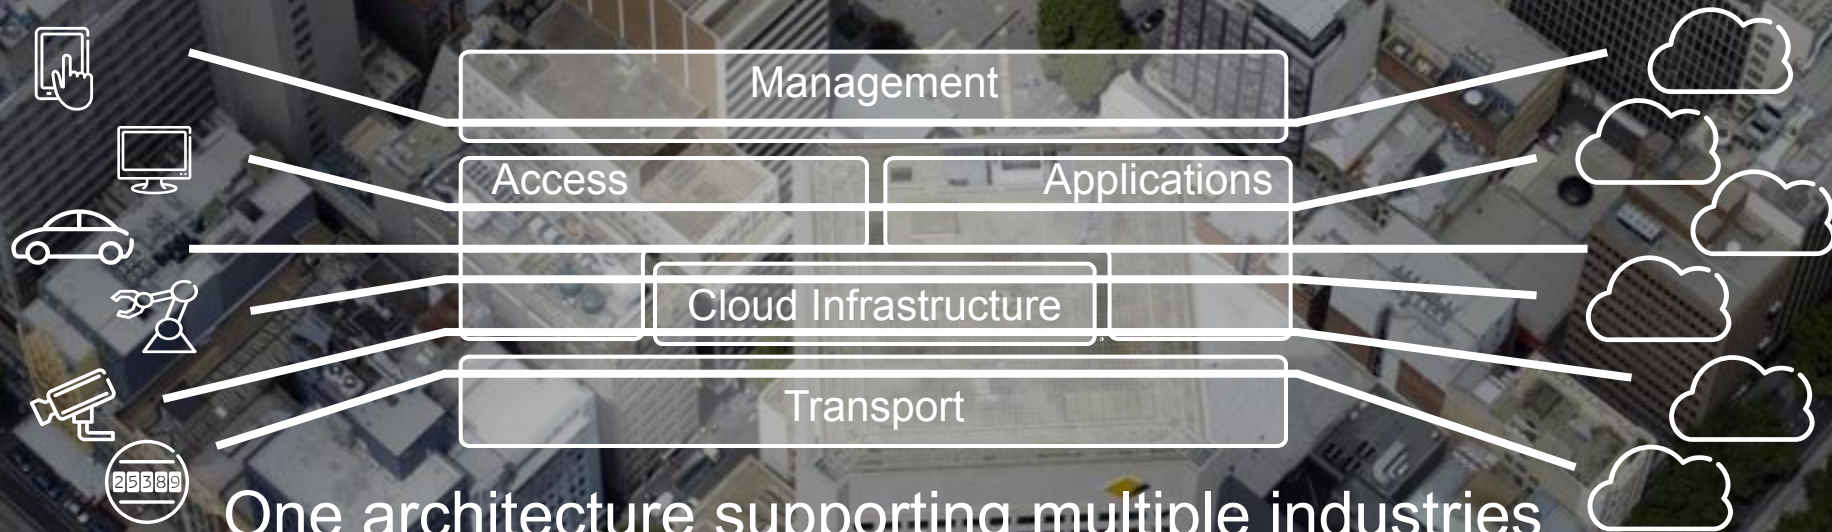 Management
Access
Applications
Cloud Infrastructure
Transport
25389
One architecture supporting multiple industries